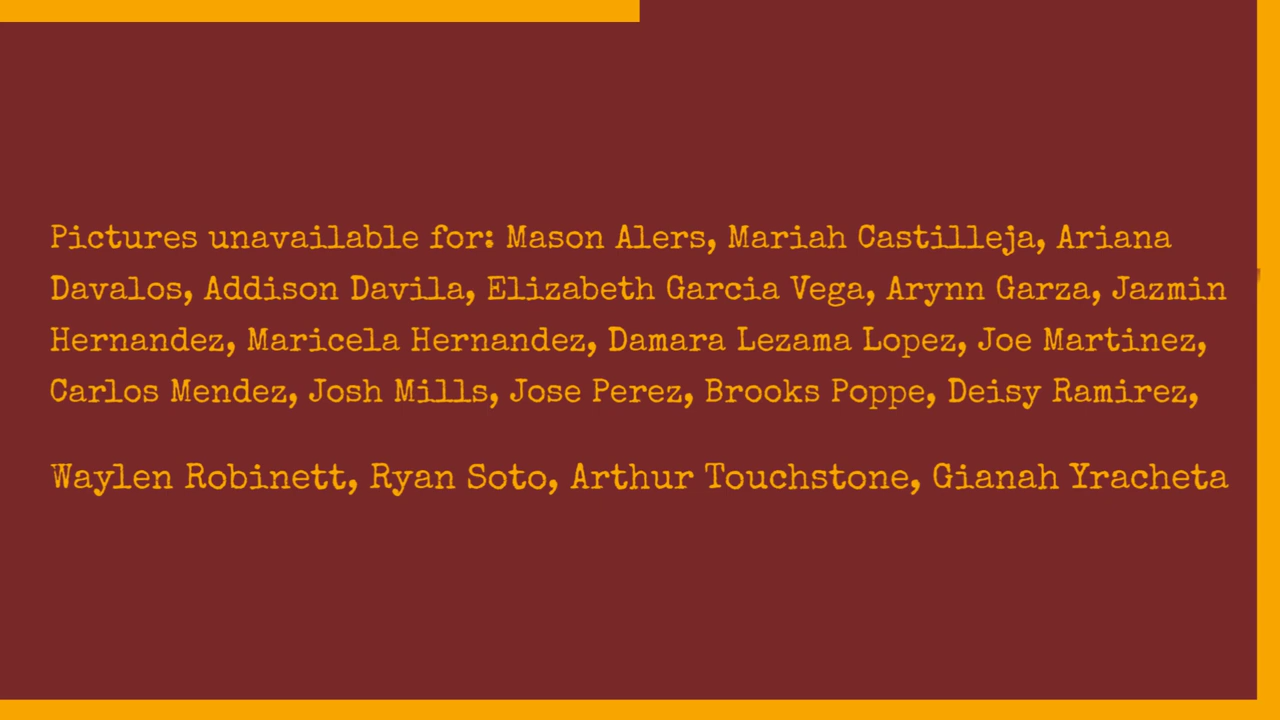 Pictures unavailable for: Mason Alers, Mariah Castilleja, Ariana
Davalos, Addison Davila, Elizabeth Garcia Vega, Arynn Garza, Jazmin
Hernandez, Maricela Hernandez, Damara Lezama Lopez, Joe Martinez,
Carlos Mendez, Josh Mills, Jose Perez, Brooks Poppe, Deisy Ramirez,
Waylen Robinett, Ryan Soto, Arthur Touchstone, Gianah Yracheta